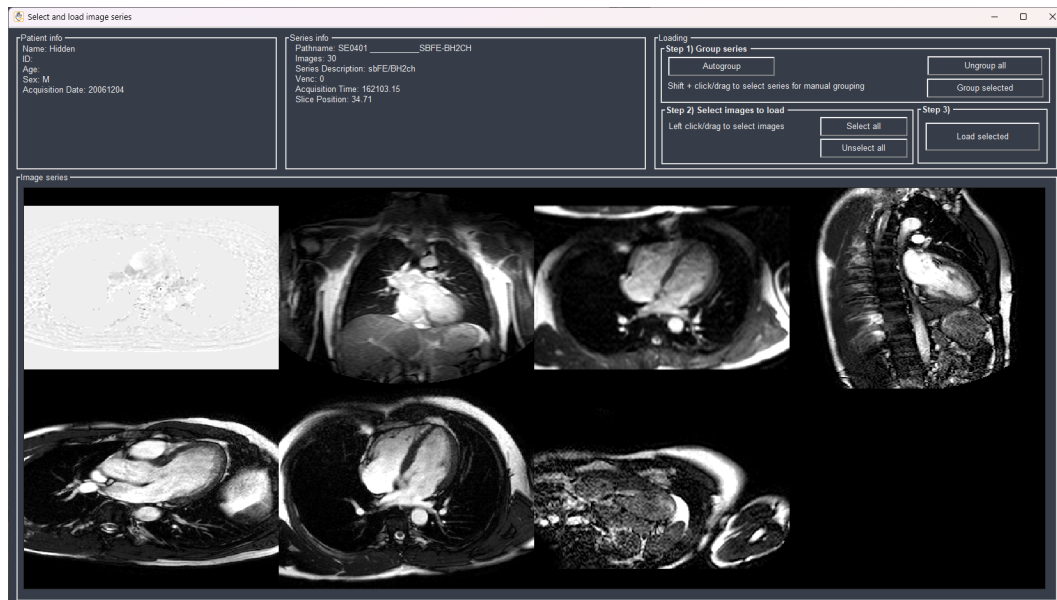 Select and load image series
Patient info
Name: Hidden
ID:
Age:
Sex: M
Acquisition Date: 20061204
Series info
Pathname: SE0401 __________SBFE-BH2CH
Images: 30
Series Description: sbFE/BH2ch
Venc: 0
Acquisition Time: 162103.15
Slice Position: 34.71
Loading
Step 1) Group series
Autogroup
Ungroup all
Shift + click/drag to select series for manual grouping
Group selected
Step 2) Select images to load
Left click/drag to select images
Select all
Unselect all
Step 3)
Load selected
Image series